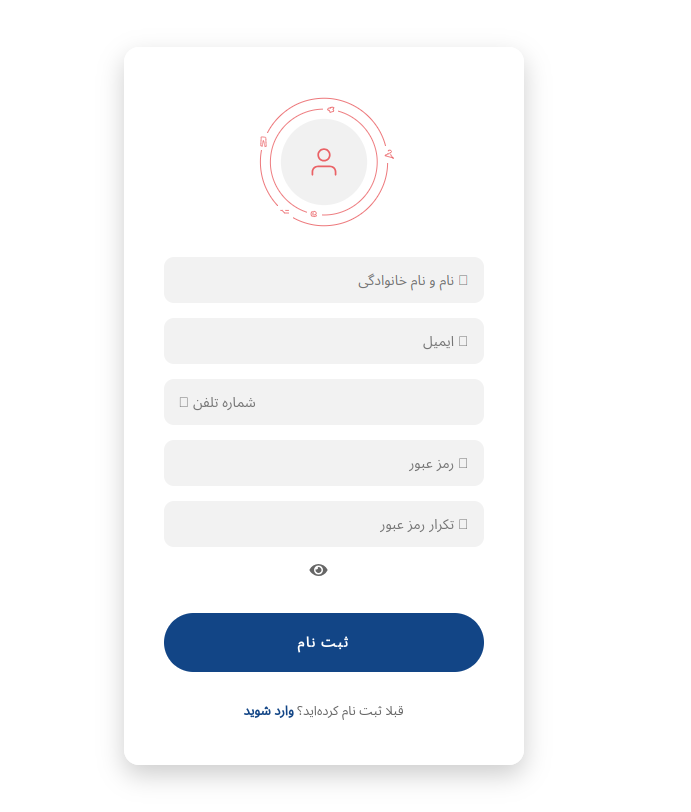 نام و نام خانوادگی
ایمیل
شماره تلفن
رمز عبور
تکرار رمز عبور
ثبت نام
قبلا ثبت نام کرده‌اید؟ وارد شوید